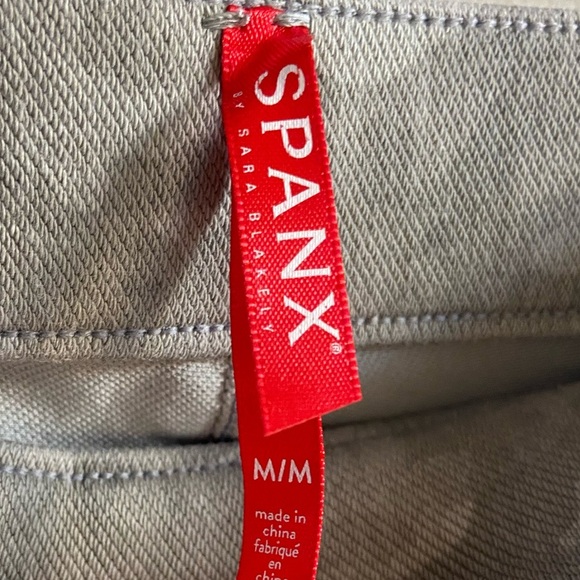 SPANX®
BY SARA BLAKELY
M/M
made in
china
fabriqué
en